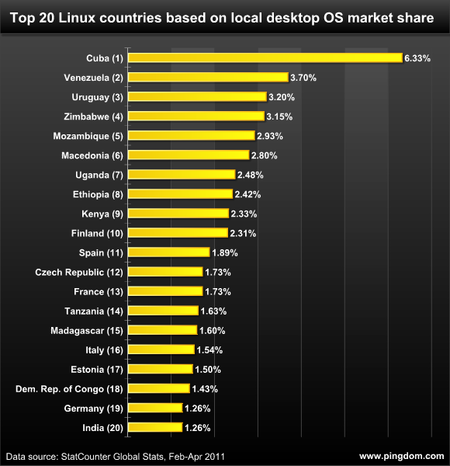 Top 20 Linux countries based on local desktop OS market share
Cuba (1) 6.33%
Venezuela (2) 3.70%
Uruguay (3) 3.20%
Zimbabwe (4) 3.15%
Mozambique (5) 2.93%
Macedonia (6) 2.80%
Uganda (7) 2.48%
Ethiopia (8) 2.42%
Kenya (9) 2.33%
Finland (10) 2.31%
Spain (11) 1.89%
Czech Republic (12) 1.73%
France (13) 1.73%
Tanzania (14) 1.63%
Madagascar (15) 1.60%
Italy (16) 1.54%
Estonia (17) 1.50%
Dem. Rep. of Congo (18) 1.43%
Germany (19) 1.26%
India (20) 1.26%
Data source: StatCounter Global Stats, Feb-Apr 2011 www.pingdom.com